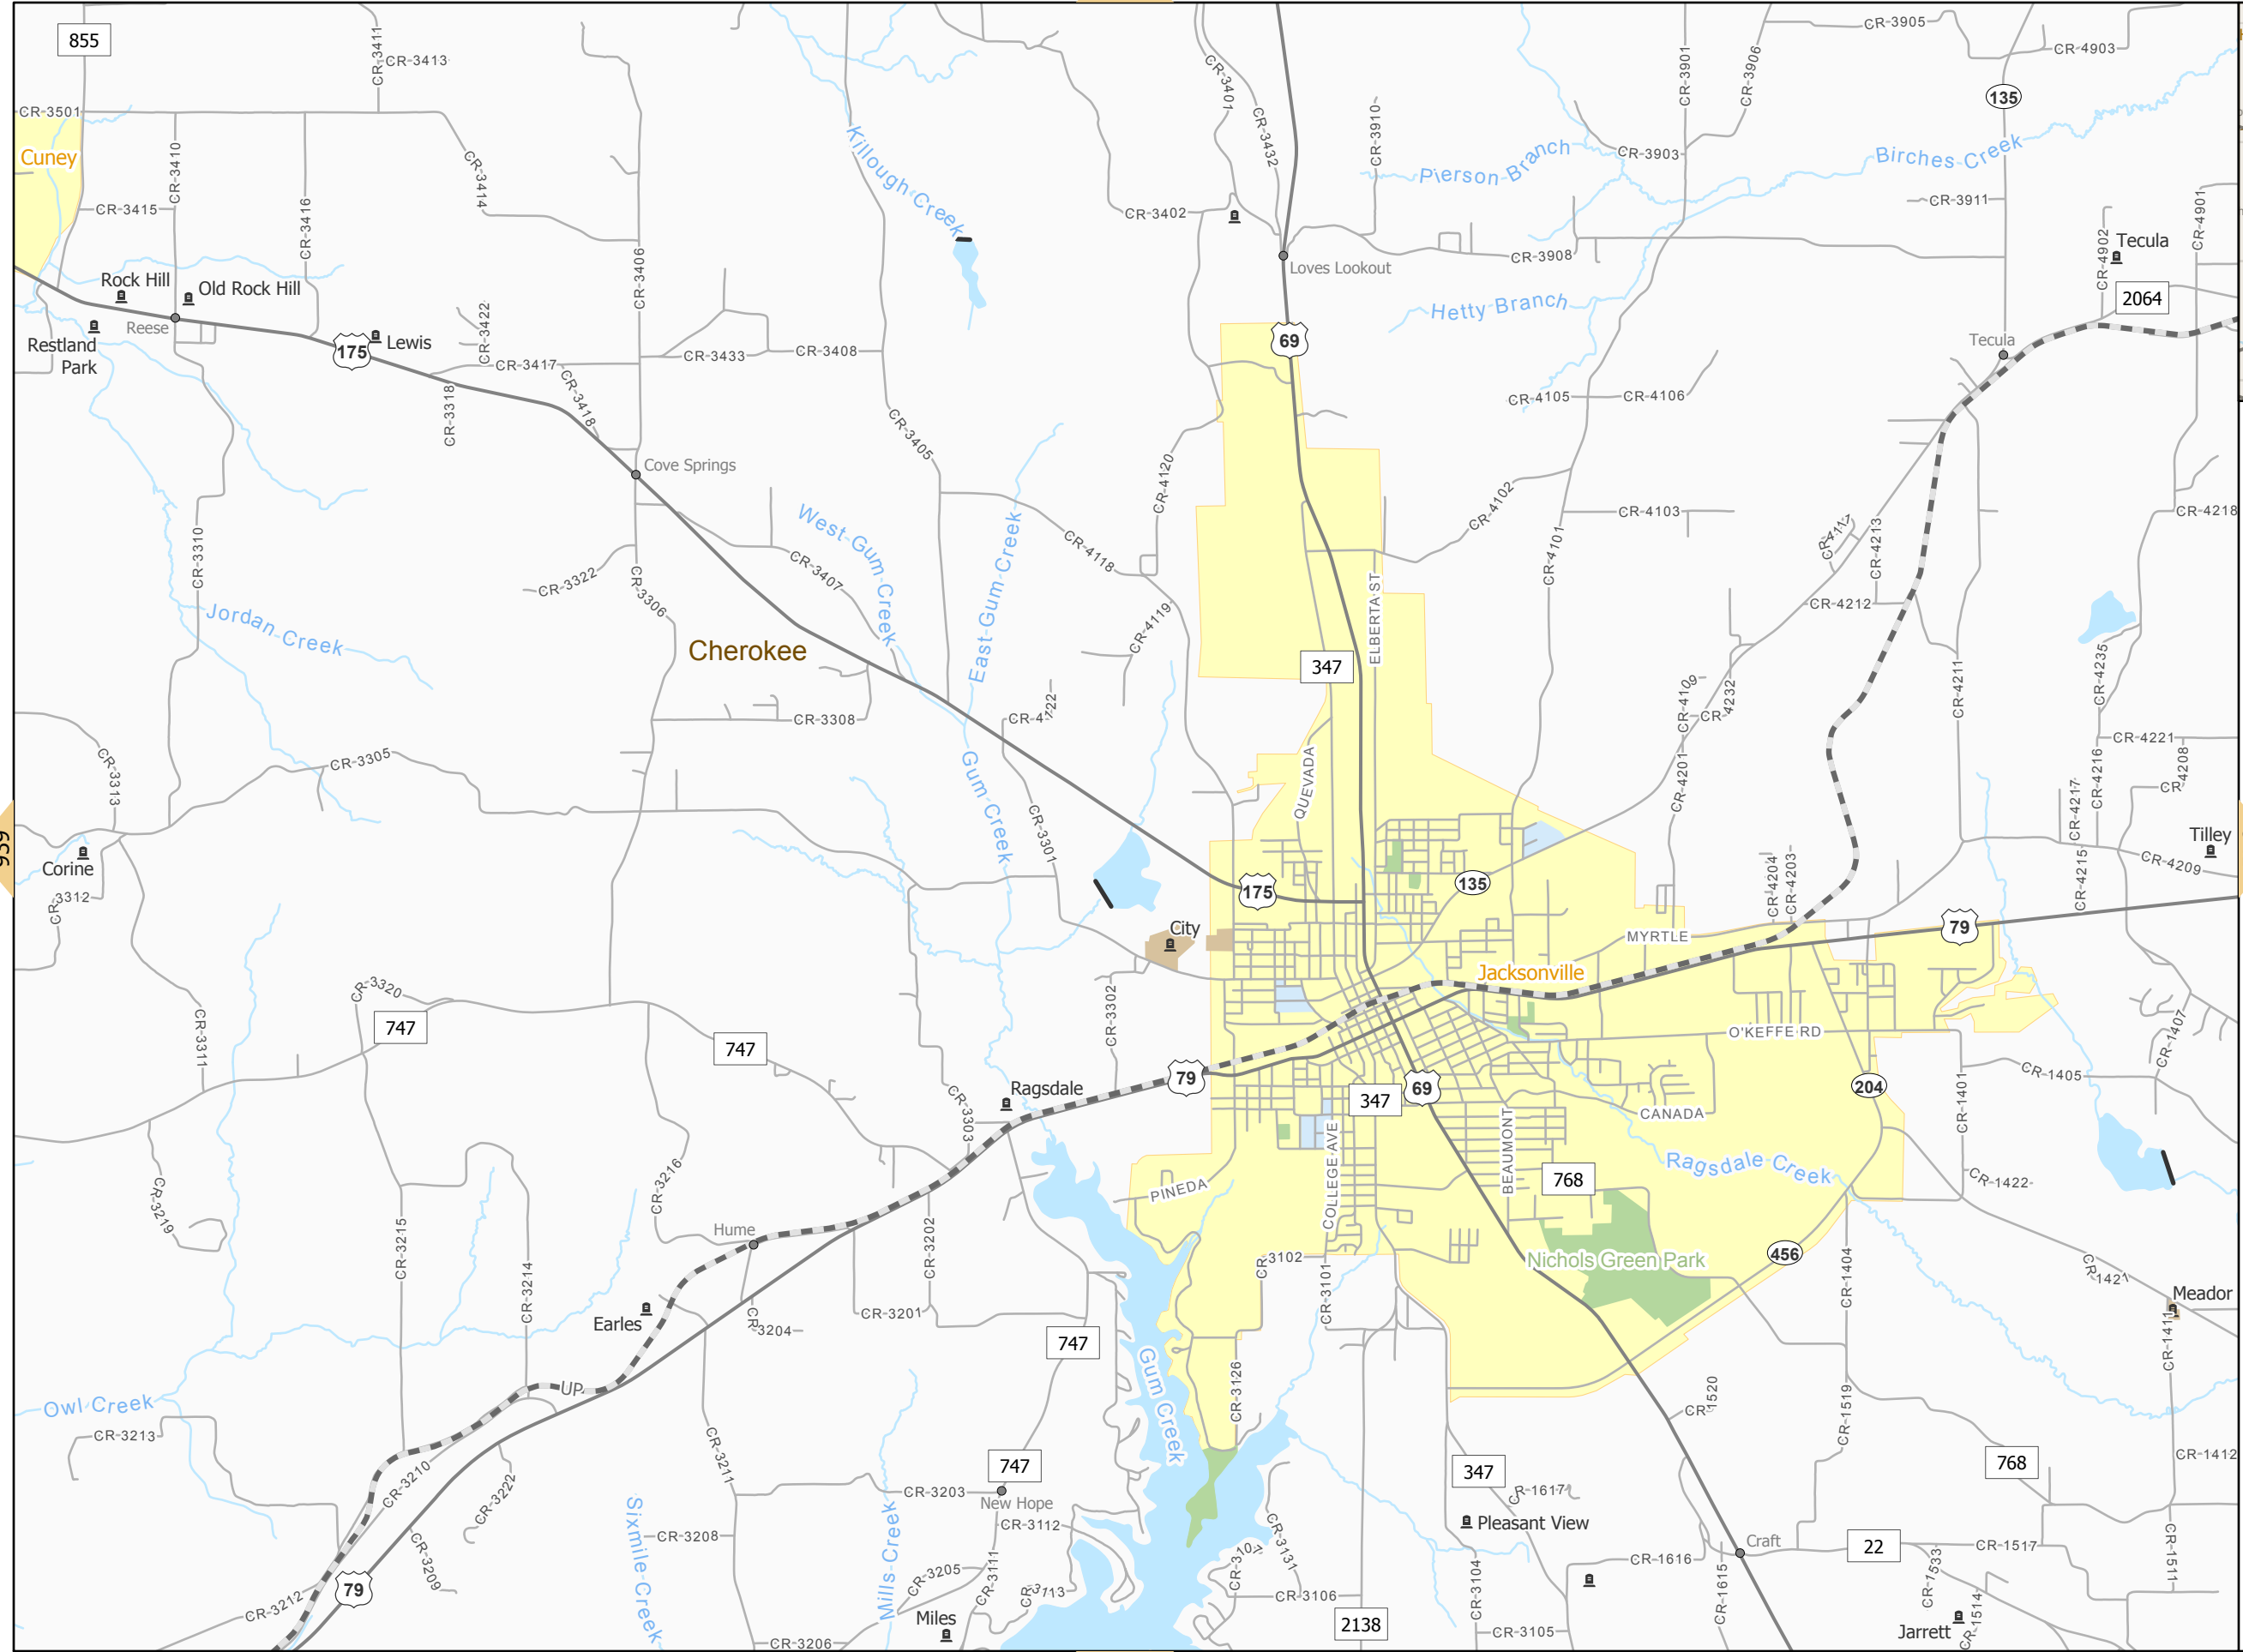 855
CR-3411
CR-3413
CR-3401
CR-3432
CR-3901
CR-3906
CR-3905
CR-4903
135
CR-3501
Cuney
CR-3410
CR-3414
Killough Creek
CR-3910
Pierson Branch
CR-3903
Birches Creek
CR-3415
CR-3416
CR-3402
CR-3911
CR-4901
CR-4902
Tecula
Loves Lookout
CR-3908
CR-3406
Rock Hill
Old Rock Hill
2064
Hetty Branch
Reese
Restland
Park
175
Lewis
CR-3422
CR-3417
CR-3433
CR-3408
69
Tecula
CR-3318
CR-3418
CR-3405
CR-4105
CR-4106
Cove Springs
CR-4120
CR-4102
CR-4103
CR-4218
West Gum Creek
East Gum Creek
CR-4118
CR-4101
CR-4117
CR-4213
CR-3310
CR-3322
CR-3306
CR-3407
CR-4119
ELBERTA ST
CR-4212
Jordan Creek
Cherokee
347
CR-4109
CR-4232
CR-4211
CR-4235
CR-4122
CR-3308
CR-4221
CR-3313
CR-3305
Gum Creek
QUEVADA
CR-4201
CR-4217
CR-4216
CR-4208
939
Corine
CR-3301
Tilley
CR-4209
CR-3312
175
135
CR-4204
CR-4203
CR-4215
City
MYRTLE
79
Jacksonville
CR-3320
747
CR-3311
747
CR-3302
O'KEFFE RD
CR-1407
79
Ragsdale
CR-3303
347
69
CANADA
204
CR-1401
CR-1405
COLLEGE AVE
BEAUMONT
768
Ragsdale Creek
CR-1422
CR-3216
PINEDA
CR-3219
CR-3215
CR-3214
Hume
CR-3202
CR-3102
CR-3101
Nichols Green Park
456
CR-1404
CR-1421
Meador
Earles
CR-3204
CR-3201
747
Gum Creek
CR-3126
CR-1411
UP
Owl Creek
CR-3213
CR-3210
CR-3222
CR-3211
CR-1520
CR-1519
CR-1412
747
CR-3203
New Hope
347
CR-1617
768
CR-3112
Pleasant View
Sixmile Creek
CR-3208
Mills Creek
CR-3107
CR-3131
Craft
22
CR-1517
CR-1616
79
CR-3209
CR-3205
CR-3111
CR-3113
CR-3106
CR-3104
CR-1615
CR-1533
CR-1511
CR-3212
Miles
2138
CR-3105
Jarrett
CR-1514
CR-3206